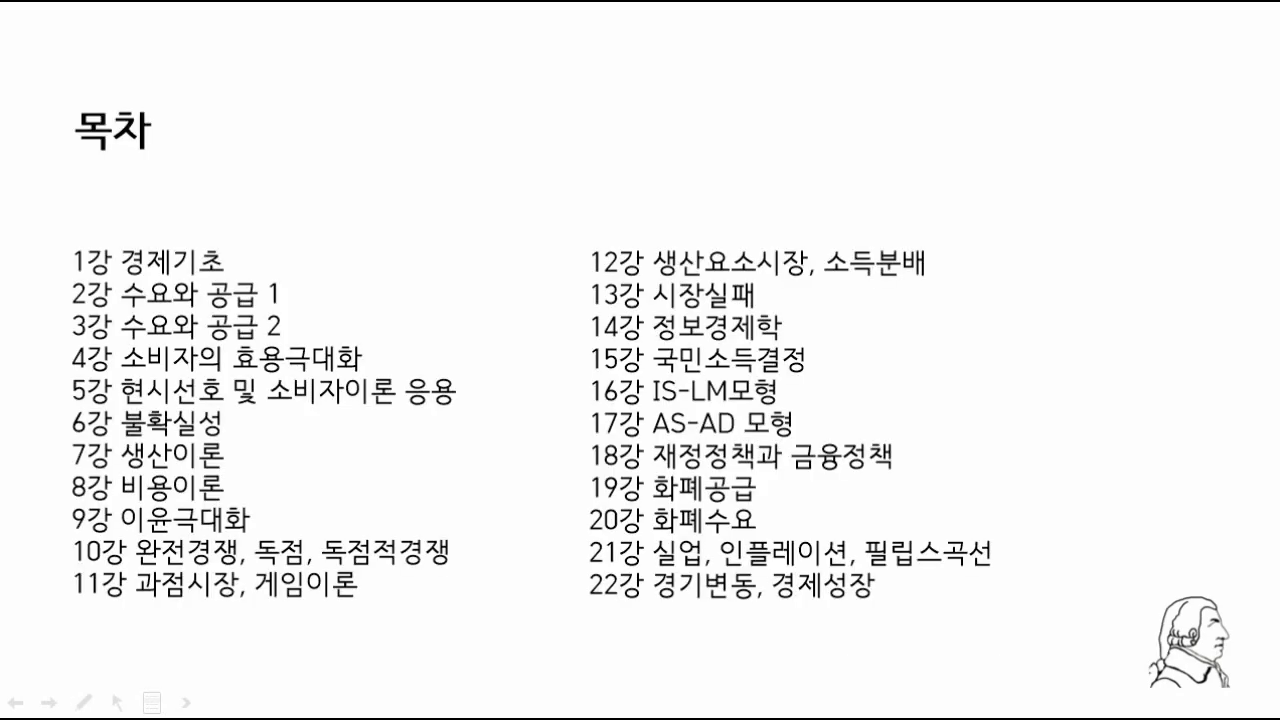 목차
1강 경제기초
2강 수요와 공급 1
3강 수요와 공급 2
4강 소비자의 효용극대화
5강 현시선호 및 소비자이론 응용
6강 불확실성
7강 생산이론
8강 비용이론
9강 이윤극대화
10강 완전경쟁, 독점, 독점적경쟁
11강 과점시장, 게임이론
12강 생산요소시장, 소득분배
13강 시장실패
14강 정보경제학
15강 국민소득결정
16강 IS-LM모형
17강 AS-AD 모형
18강 재정정책과 금융정책
19강 화폐공급
20강 화폐수요
21강 실업, 인플레이션, 필립스곡선
22강 경기변동, 경제성장